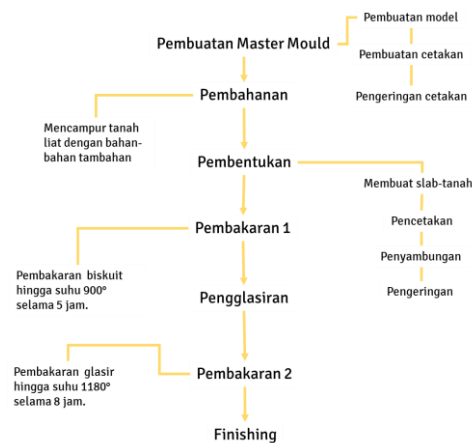 Pembuatan Master Mould
Pembuatan model
Pembuatan cetakan
Pengeringan cetakan
Pembahanan
Mencampur tanah
liat dengan bahan-
bahan tambahan
Pembentukan
Membuat slab-tanah
Pencetakan
Penyambungan
Pengeringan
Pembakaran 1
Pembakaran biskuit
hingga suhu 900°
selama 5 jam.
Pengglasiran
Pembakaran 2
Pembakaran glasir
hingga suhu 1180°
selama 8 jam.
Finishing